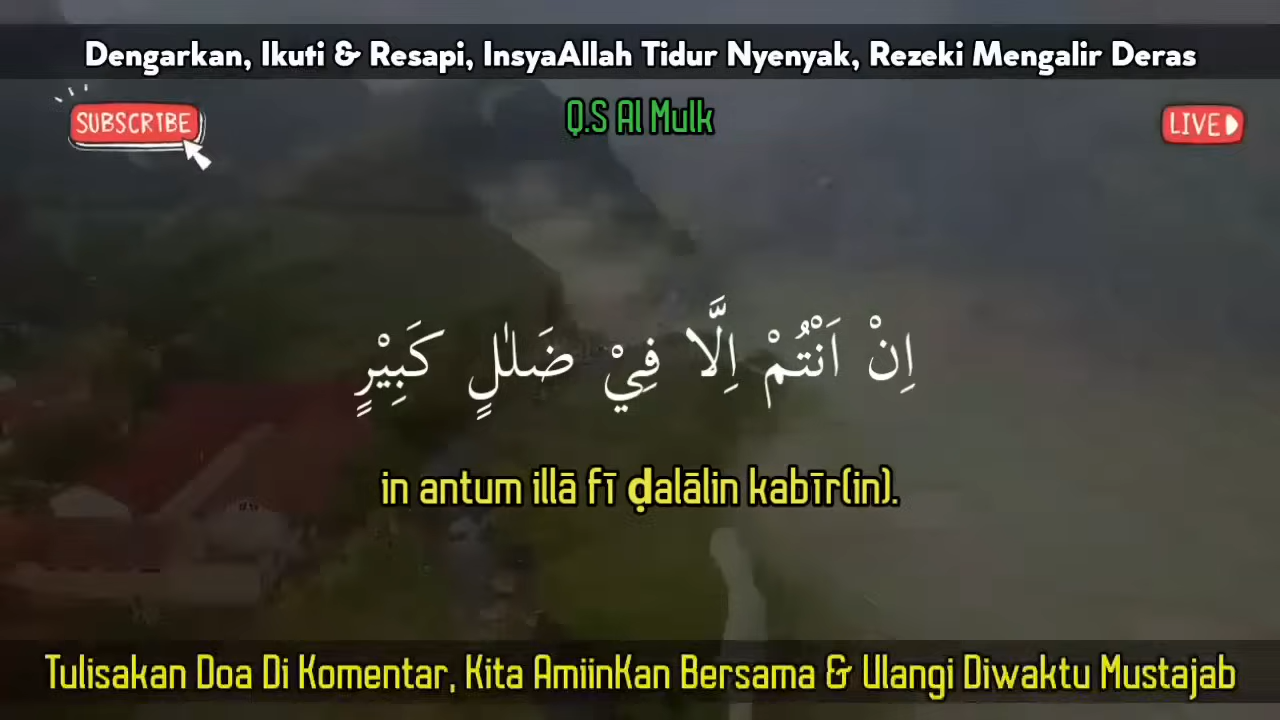 Dengarkan, Ikuti & Resapi, InsyaAllah Tidur Nyenyak, Rezeki Mengalir Deras
SUBSCRIBE
Q.S Al Mulk
LIVE
اِنْ اَنْتُمْ اِلَّا فِيْ ضَلٰلٍ كَبِيْرٍ
in antum illā fī ḍalālin kabīr(in).
Tulisakan Doa Di Komentar, Kita AmiinKan Bersama & Ulangi Diwaktu Mustajab